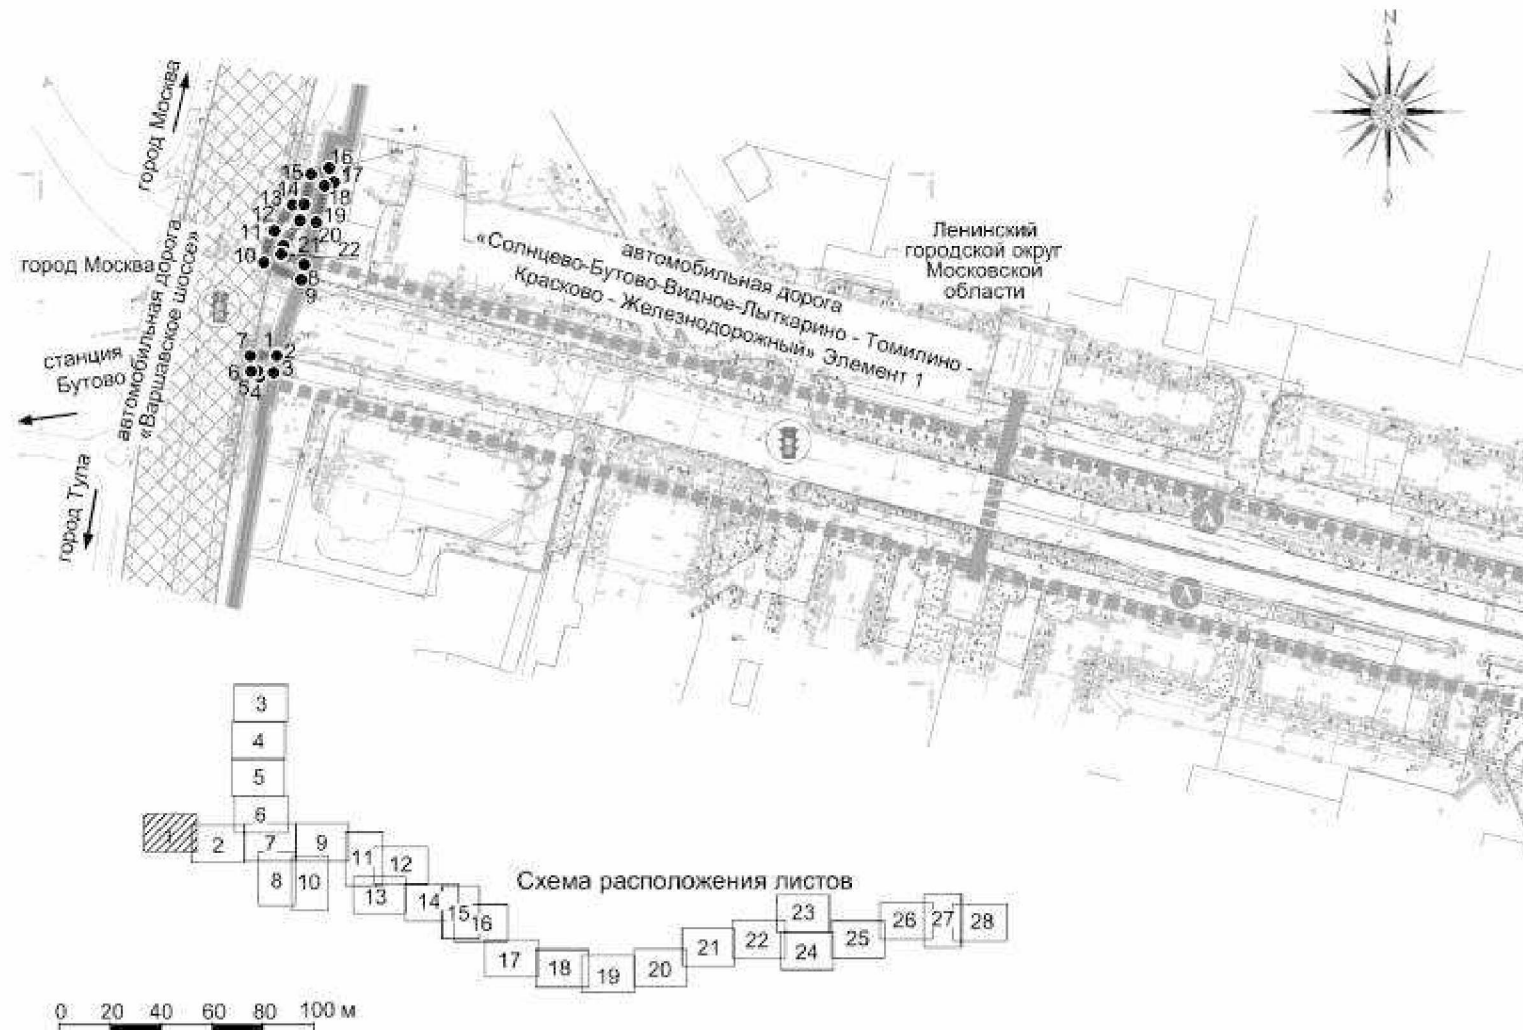 N
город Москва
16
15
17
14
18
13
12
19
11
20
21
22
10
8
9
город Москва
автомобильная дорога
«Варшавское шоссе»
станция
Бутово
7
1
2
6
5
4
3
город Тула
автомобильная дорога
«Солнцево-Бутово-Видное-Лыткарино - Томилино -
Красково - Железнодорожный» Элемент 1
Ленинский
городской округ
Московской
области
3
4
5
6
1
2
7
9
8
10
11
12
13
14
15
16
Схема расположения листов
17
18
19
20
21
22
23
24
25
26
27
28
0 20 40 60 80 100 м